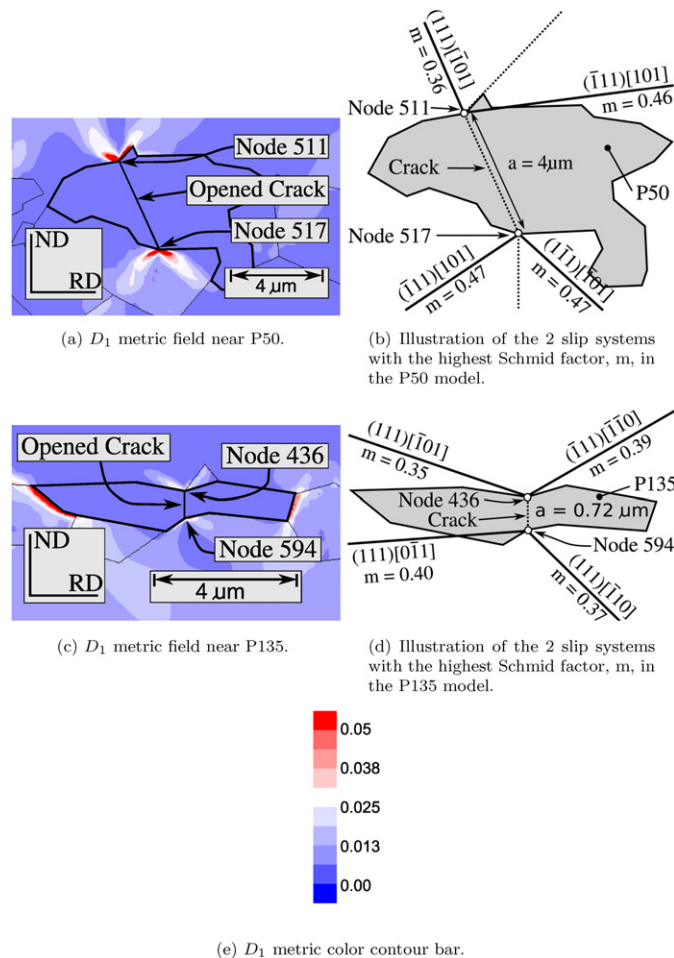 Node 511
Opened Crack
Node 517
ND
RD
4 μm
(a) D₁ metric field near P50.
(111)[1̅01]
m = 0.36
(1̅11)[101]
m = 0.46
Node 511
Crack
a = 4μm
P50
Node 517
(1̅11)[101]
m = 0.47
(11̅1)[1̅01]
m = 0.47
(b) Illustration of the 2 slip systems
with the highest Schmid factor, m, in
the P50 model.
Opened Crack
Node 436
ND
RD
Node 594
4 μm
(c) D₁ metric field near P135.
(111)[1̅01]
m = 0.35
(1̅11)[1̅1̅0]
m = 0.39
P135
Node 436
Crack
a = 0.72 μm
Node 594
(111)[01̅1]
m = 0.40
(111)[1̅10]
m = 0.37
(d) Illustration of the 2 slip systems
with the highest Schmid factor, m, in
the P135 model.
0.05
0.038
0.025
0.013
0.00
(e) D₁ metric color contour bar.